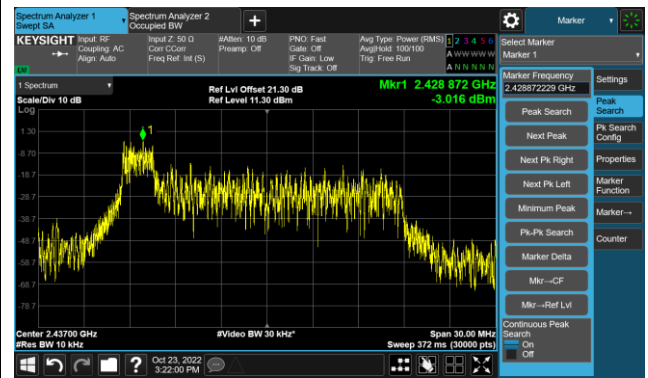 Spectrum Analyzer 1
Swept SA
Spectrum Analyzer 2
Occupied BW
Marker
KEYSIGHT
Input: RF
Coupling: AC
Align: Auto
Input Z: 50 Ω
Corr CCorr
Freq Ref: Int (S)
#Atten: 10 dB
Preamp: Off
PNO: Fast
Gate: Off
IF Gain: Low
Sig Track: Off
Avg Type: Power (RMS)
Avg|Hold: 100/100
Trig: Free Run
1 2 3 4 5 6
A W W W W W
A N N N N N
LXI
Select Marker
Marker 1
1 Spectrum
Scale/Div 10 dB
Log
Ref Lvl Offset 21.30 dB
Ref Level 11.30 dBm
Mkr1 2.428 872 GHz
-3.016 dBm
1
1.30
-8.70
-18.7
-28.7
-38.7
-48.7
-58.7
-68.7
-78.7
Center 2.43700 GHz
#Res BW 10 kHz
#Video BW 30 kHz*
Span 30.00 MHz
Sweep 372 ms (30000 pts)
Marker Frequency
2.428872229 GHz
Peak Search
Next Peak
Next Pk Right
Next Pk Left
Minimum Peak
Pk-Pk Search
Marker Delta
Mkr→CF
Mkr→Ref Lvl
Continuous Peak
Search
On
Off
Settings
Peak
Search
Pk Search
Config
Properties
Marker
Function
Marker→
Counter
Oct 23, 2022
3:22:00 PM